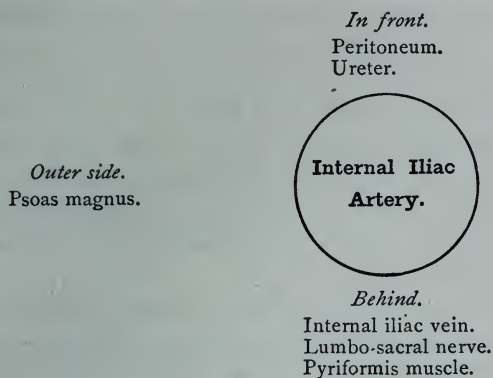 In front.
Peritoneum.
Ureter.
Outer side.
Psoas magnus.
Internal Iliac
Artery.
Behind.
Internal iliac vein.
Lumbo-sacral nerve.
Pyriformis muscle.